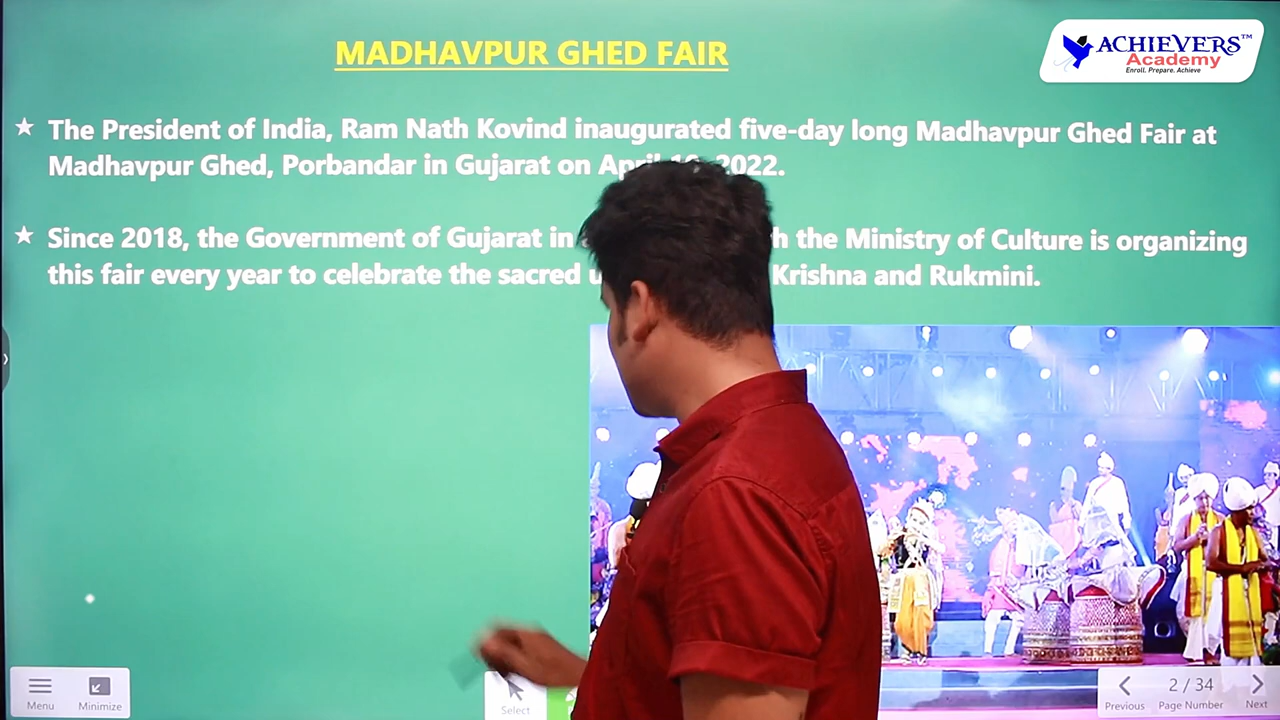 MADHAVPUR GHED FAIR
ACHIEVERS™
Academy
Enroll. Prepare. Achieve
★ The President of India, Ram Nath Kovind inaugurated five-day long Madhavpur Ghed Fair at
Madhavpur Ghed, Porbandar in Gujarat on 2022.
★ Since 2018, the Government of Gujarat in the Ministry of Culture is organizing
this fair every year to celebrate the sacred Krishna and Rukmini.
Menu
Minimize
Select
2 / 34
Previous
Page Number
Next